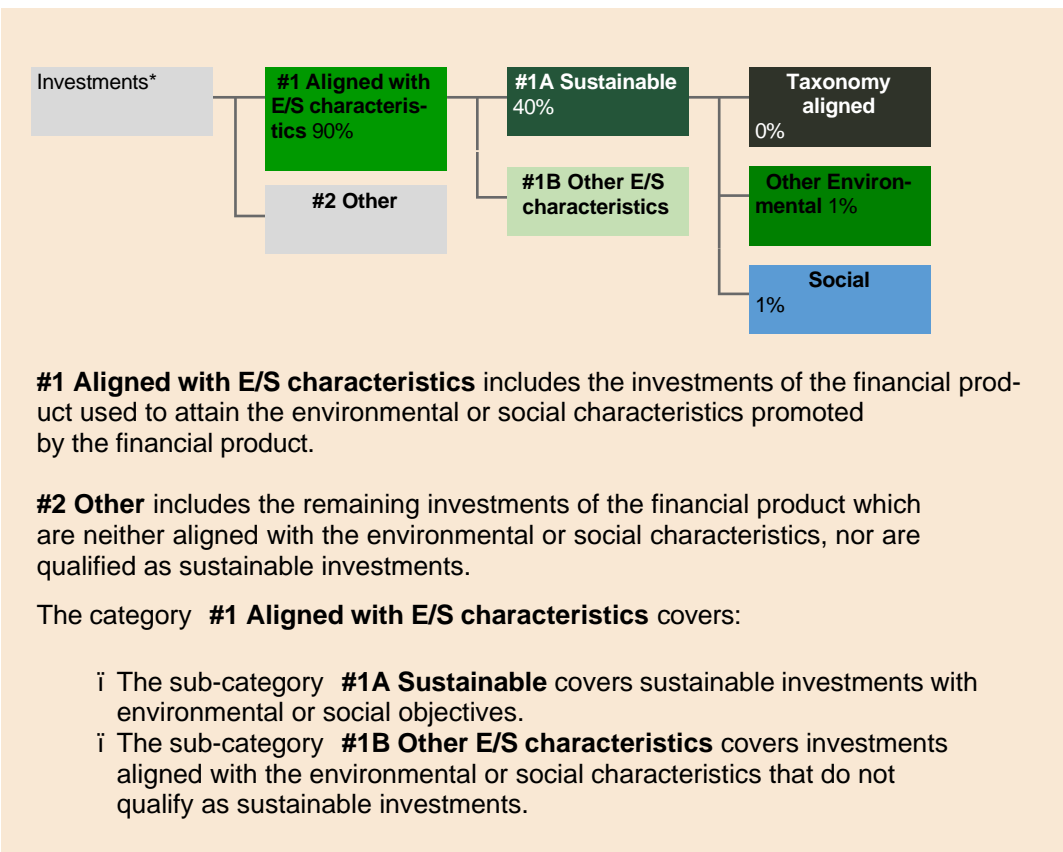 Investments*
#1 Aligned with
E/S characteris-
tics 90%
#2 Other
#1A Sustainable
40%
#1B Other E/S
characteristics
Taxonomy
aligned
0%
Other Environ-
mental 1%
Social
1%
#1 Aligned with E/S characteristics includes the investments of the financial prod-
uct used to attain the environmental or social characteristics promoted
by the financial product.
#2 Other includes the remaining investments of the financial product which
are neither aligned with the environmental or social characteristics, nor are
qualified as sustainable investments.
The category #1 Aligned with E/S characteristics covers:
ï The sub-category #1A Sustainable covers sustainable investments with
environmental or social objectives.
ï The sub-category #1B Other E/S characteristics covers investments
aligned with the environmental or social characteristics that do not
qualify as sustainable investments.